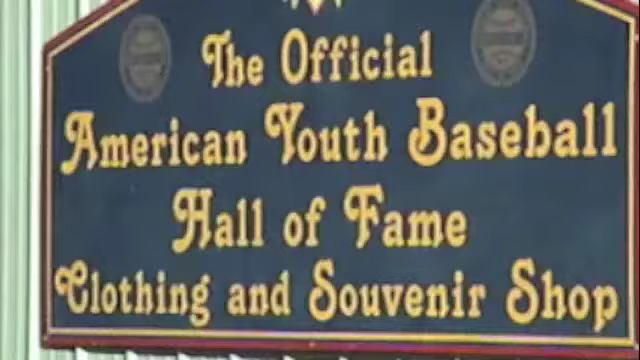 The Official
American Youth Baseball
Hall of Fame
Clothing and Souvenir Shop